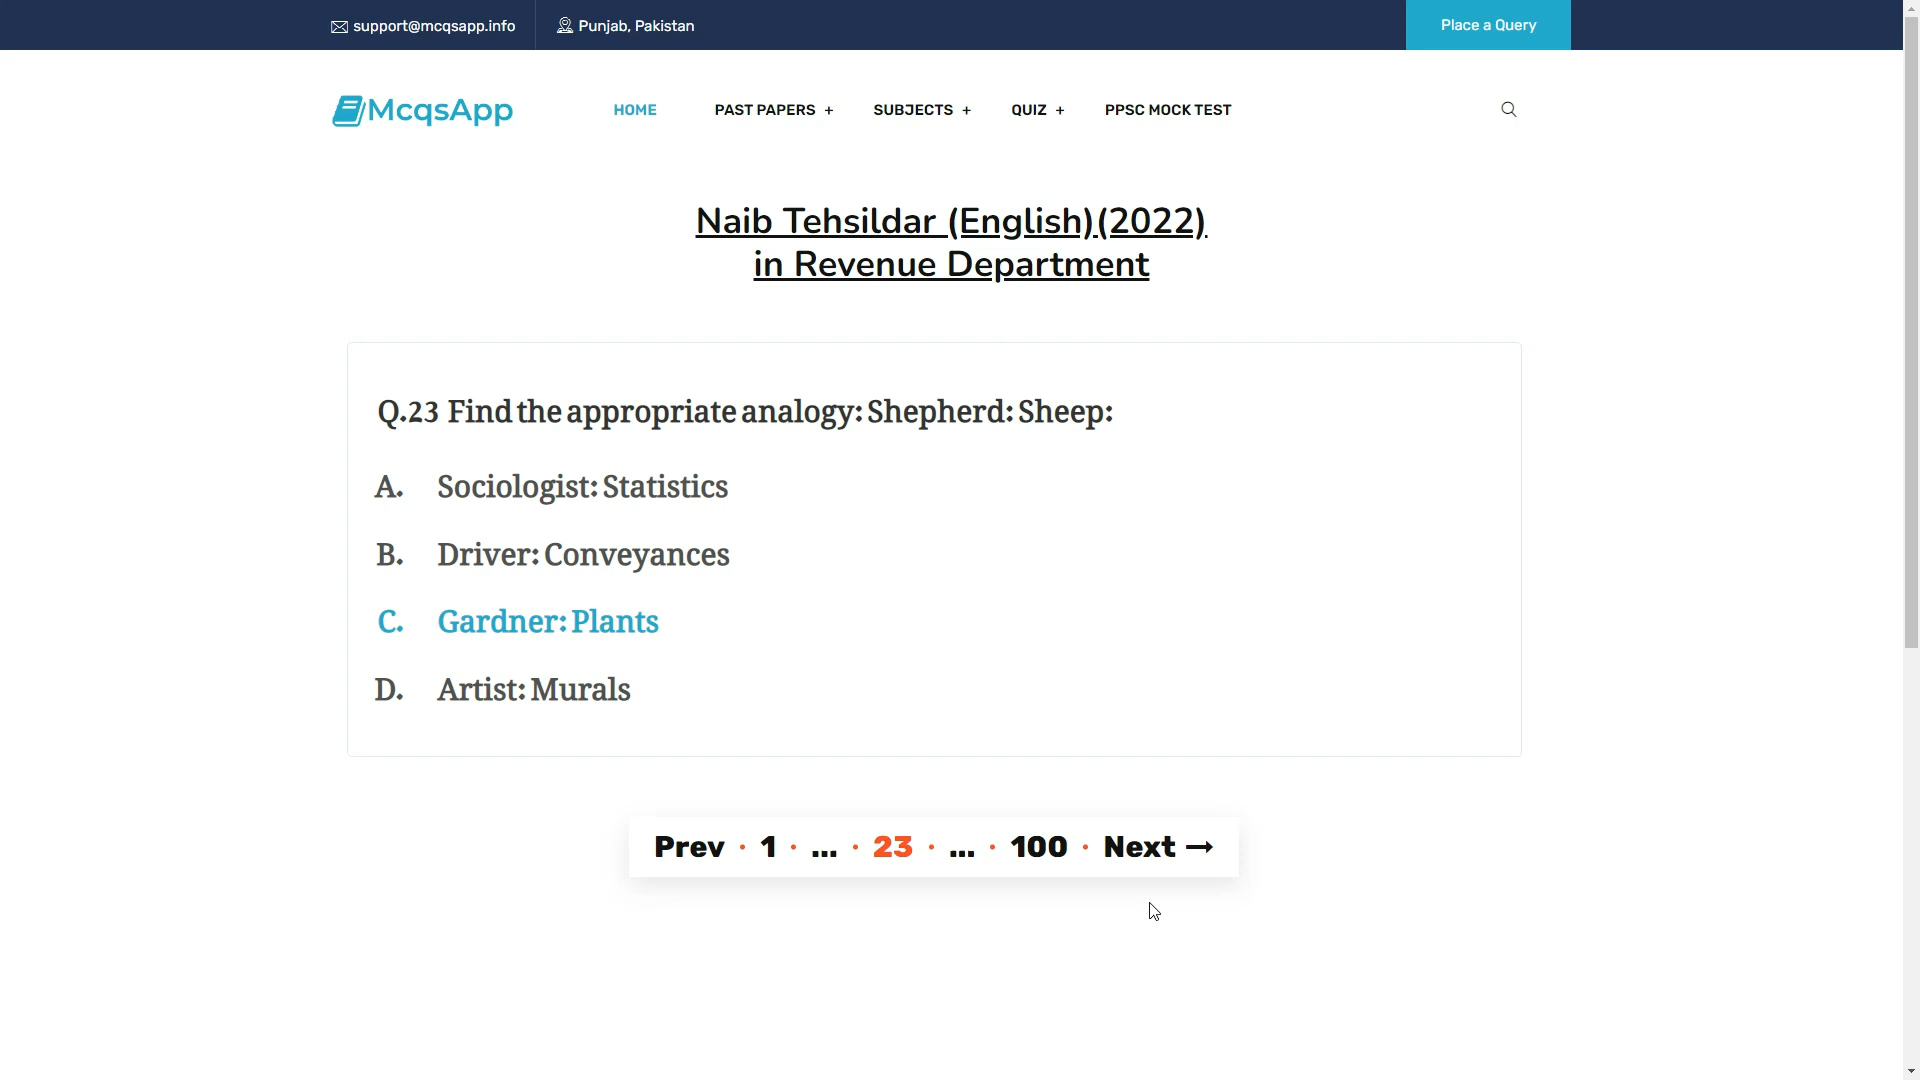 support@mcqsapp.info Punjab, Pakistan Place a Query
McqsApp HOME PAST PAPERS + SUBJECTS + QUIZ + PPSC MOCK TEST
Naib Tehsildar (English)(2022)
in Revenue Department
Q.23 Find the appropriate analogy: Shepherd: Sheep:
A. Sociologist: Statistics
B. Driver: Conveyances
C. Gardner: Plants
D. Artist: Murals
Prev • 1 • ... • 23 • ... • 100 • Next →